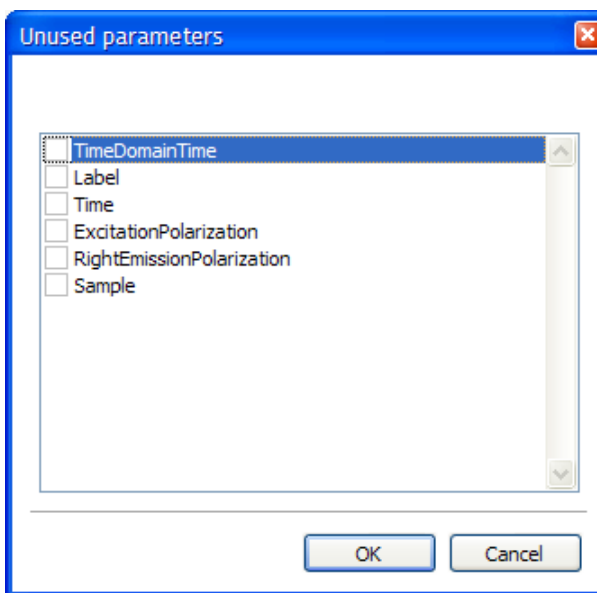 Unused parameters
TimeDomainTime
Label
Time
ExcitationPolarization
RightEmissionPolarization
Sample
OK Cancel